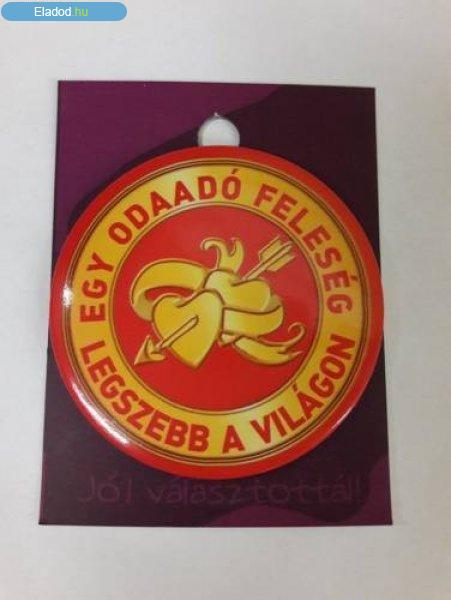 Eladod.hu
EGY ODAADÓ FELESÉG
LEGSZEBB A VILÁGON
Jól választottál!